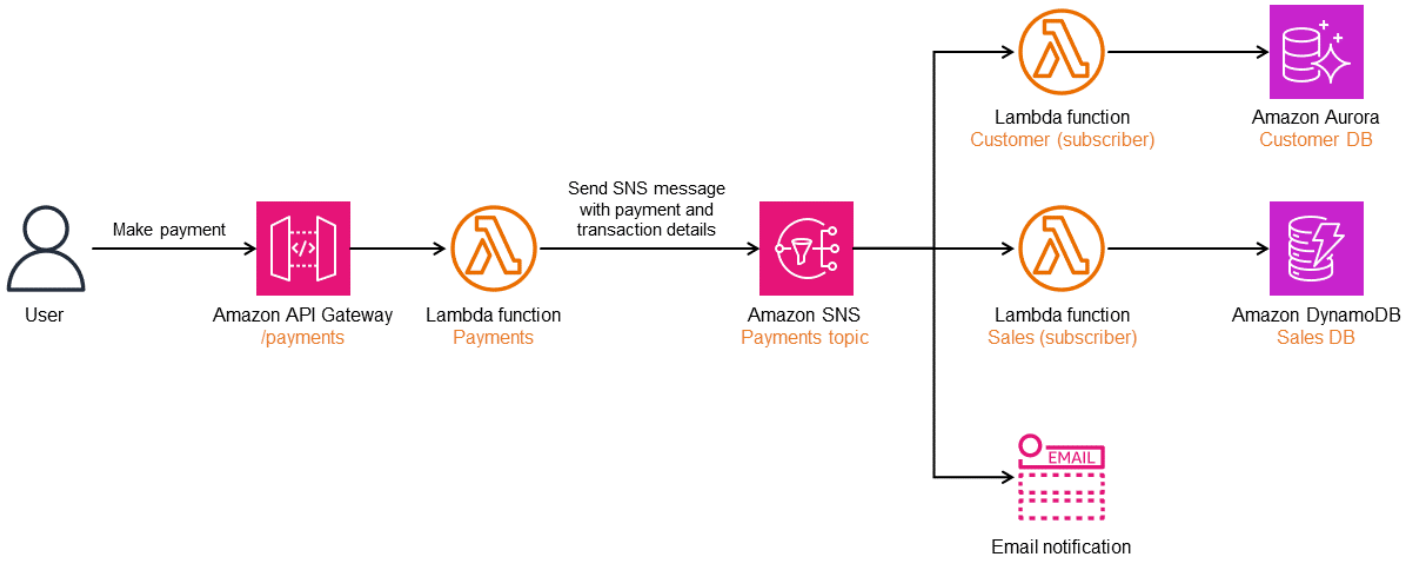 Lambda function
Customer (subscriber)
Amazon Aurora
Customer DB
Make payment
Send SNS message
with payment and
transaction details
</>
User
Amazon API Gateway
/payments
Lambda function
Payments
Amazon SNS
Payments topic
Lambda function
Sales (subscriber)
Amazon DynamoDB
Sales DB
EMAIL
Email notification